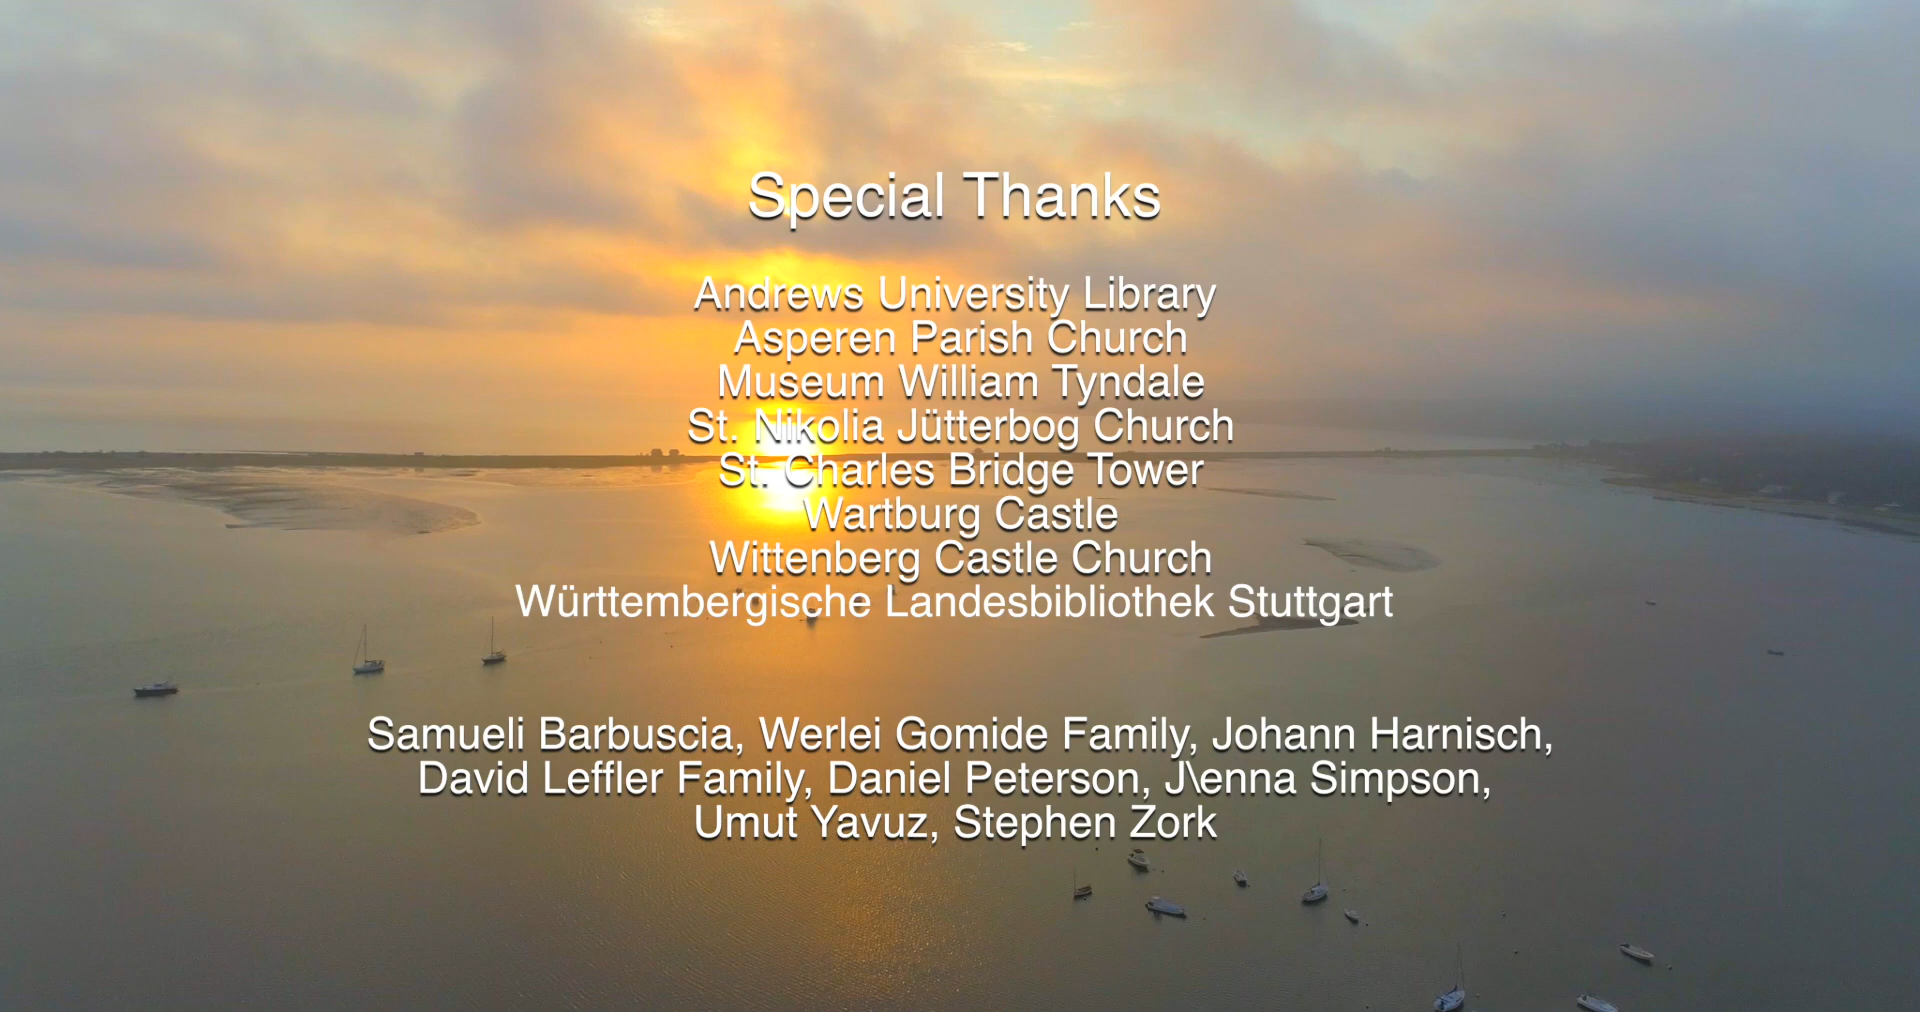 Special Thanks
Andrews University Library
Asperen Parish Church
Museum William Tyndale
St. Nikolia Jütterbog Church
St. Charles Bridge Tower
Wartburg Castle
Wittenberg Castle Church
Württembergische Landesbibliothek Stuttgart
Samueli Barbuscia, Werlei Gomide Family, Johann Harnisch,
David Leffler Family, Daniel Peterson, J\enna Simpson,
Umut Yavuz, Stephen Zork